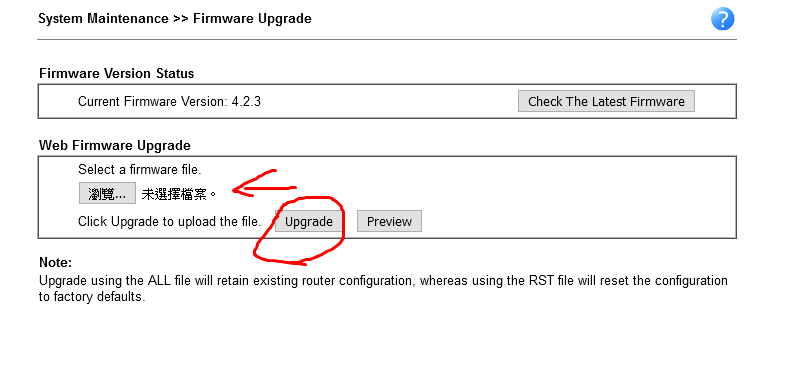 System Maintenance >> Firmware Upgrade
?
Firmware Version Status
Current Firmware Version: 4.2.3
Check The Latest Firmware
Web Firmware Upgrade
Select a firmware file.
瀏覽... 未選擇檔案。
Click Upgrade to upload the file. Upgrade Preview
Note:
Upgrade using the ALL file will retain existing router configuration, whereas using the RST file will reset the configuration
to factory defaults.